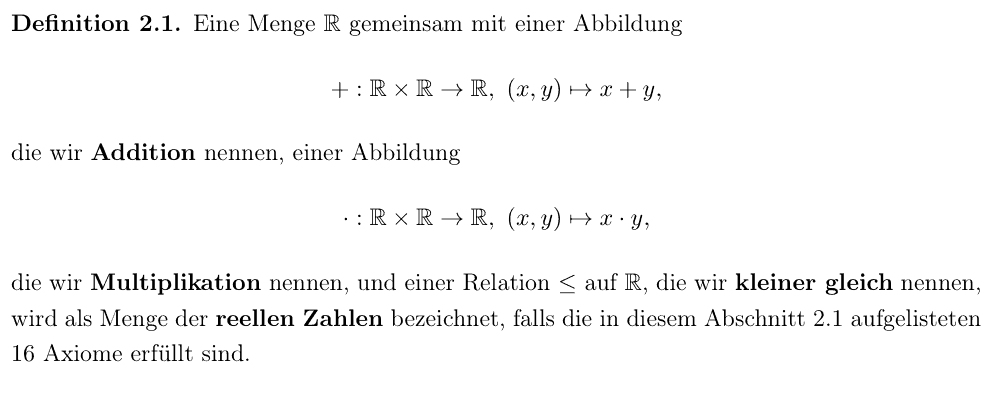 Definition 2.1. Eine Menge ℝ gemeinsam mit einer Abbildung
+ : ℝ × ℝ → ℝ, (x, y) ↦ x + y,
die wir Addition nennen, einer Abbildung
· : ℝ × ℝ → ℝ, (x, y) ↦ x · y,
die wir Multiplikation nennen, und einer Relation ≤ auf ℝ, die wir kleiner gleich nennen,
wird als Menge der reellen Zahlen bezeichnet, falls die in diesem Abschnitt 2.1 aufgelisteten
16 Axiome erfüllt sind.